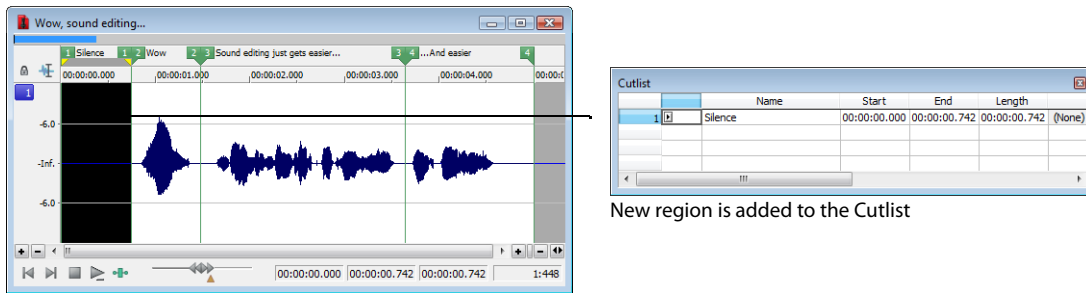 Wow, sound editing...
1 Silence 1 2 Wow 2 3 Sound editing just gets easier... 3 4 ...And easier 4
00:00:00.000 ,00:00:01.000 ,00:00:02.000 ,00:00:03.000 ,00:00:04.000 00:00:0
1
-6.0
-Inf.
-6.0
00:00:00.000 00:00:00.742 00:00:00.742 1:448
Cutlist
Name Start End Length
1 Silence 00:00:00.000 00:00:00.742 00:00:00.742 (None)
New region is added to the Cutlist